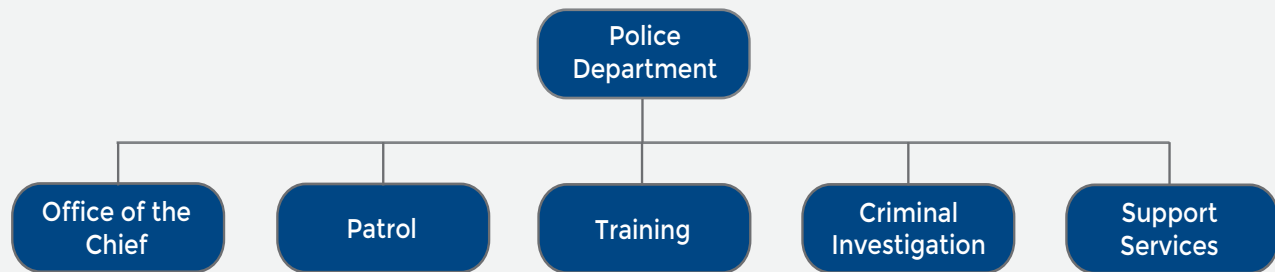 Police
Department
Office of the
Chief
Patrol
Training
Criminal
Investigation
Support
Services